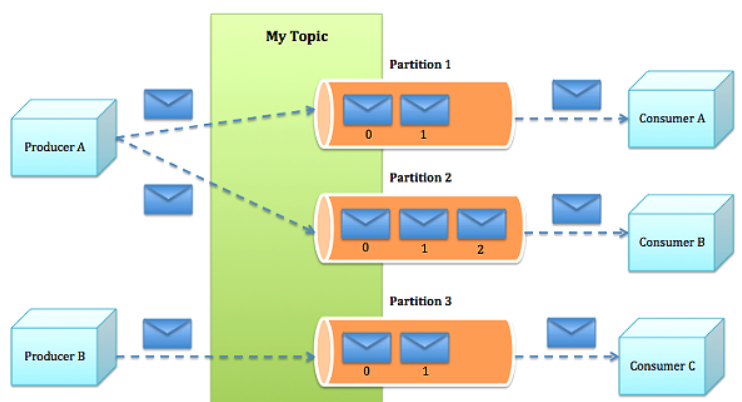 My Topic
Partition 1
0 1
Producer A
Consumer A
Partition 2
0 1 2
Consumer B
Partition 3
0 1
Producer B
Consumer C